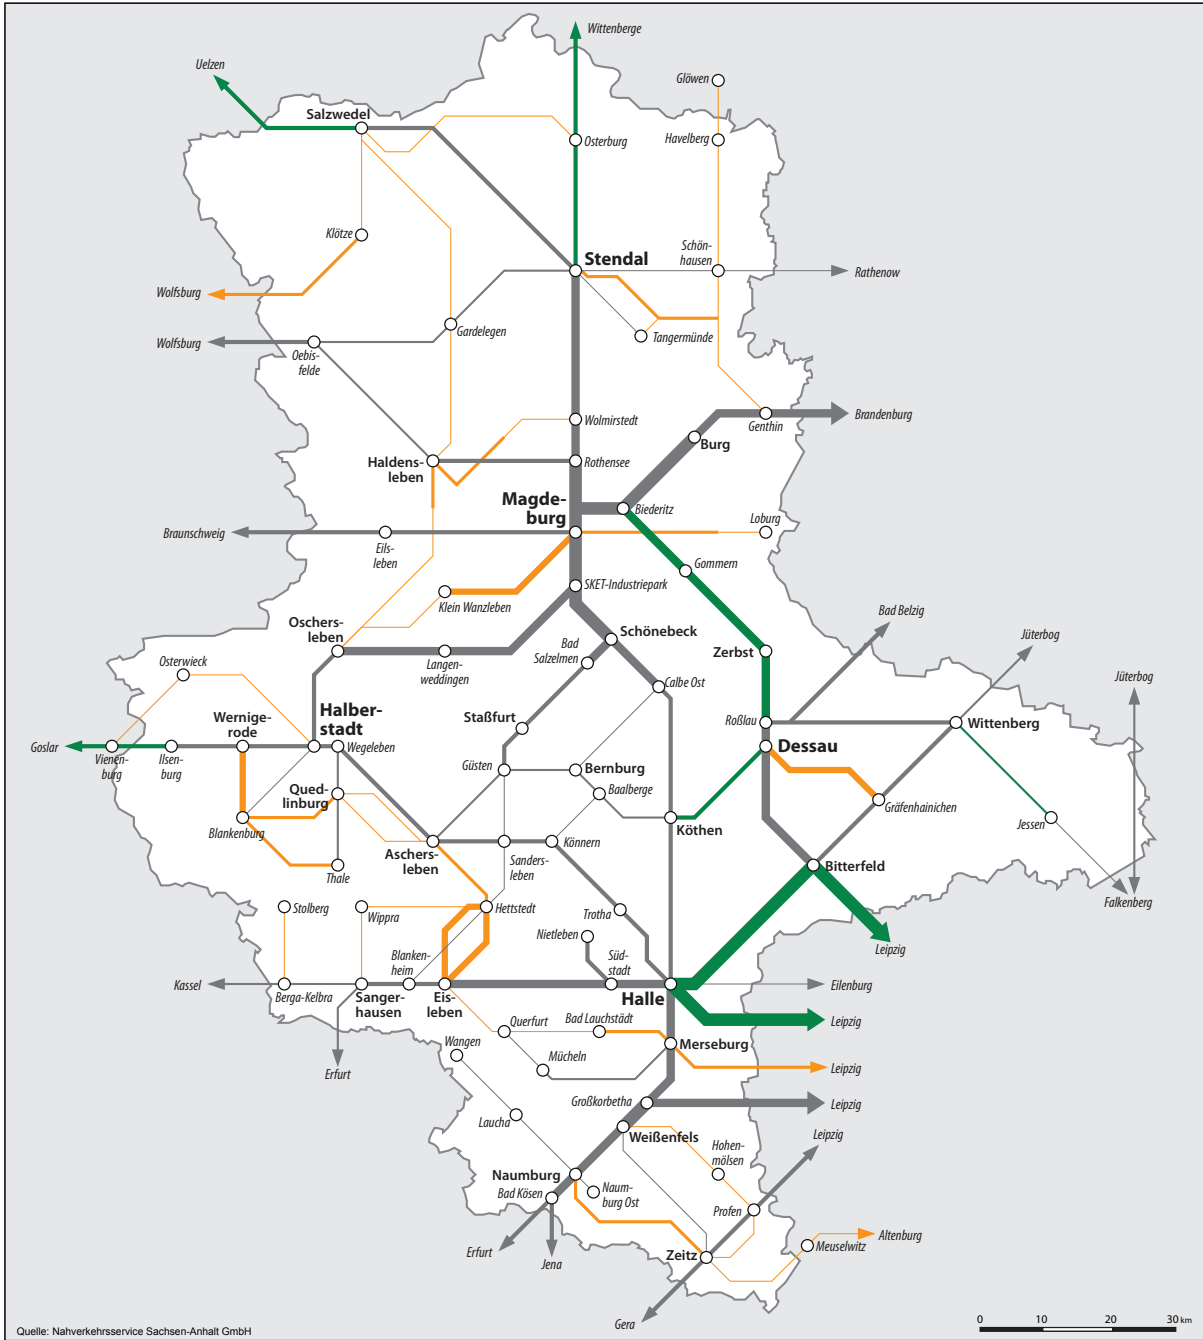 Wittenberge
Uelzen
Glöwen
Salzwedel
Osterburg
Havelberg
Klötze
Stendal
Schön-
hausen
Rathenow
Wolfsburg
Gardelegen
Tangermünde
Wolfsburg
Oebis-
felde
Wolmirstedt
Genthin
Brandenburg
Burg
Haldens-
leben
Rothensee
Magde-
burg
Biederitz
Loburg
Braunschweig
Eils-
leben
Gommern
SKET-Industriepark
Klein Wanzleben
Bad Belzig
Oschers-
leben
Schönebeck
Bad
Salzelmen
Langen-
weddingen
Zerbst
Jüterbog
Osterwieck
Calbe Ost
Jüterbog
Wernige-
rode
Halber-
stadt
Staßfurt
Roßlau
Wittenberg
Goslar
Vienen-
burg
Ilsen-
burg
Wegeleben
Dessau
Güsten
Bernburg
Qued-
linburg
Baalberge
Gräfenhainichen
Blankenburg
Köthen
Jessen
Aschers-
leben
Sanders-
leben
Könnern
Bitterfeld
Thale
Falkenberg
Stolberg
Wippra
Hettstedt
Trotha
Nietleben
Süd-
stadt
Leipzig
Blanken-
heim
Kassel
Berga-Kelbra
Sanger-
hausen
Eis-
leben
Halle
Eilenburg
Querfurt
Bad Lauchstädt
Leipzig
Wangen
Merseburg
Erfurt
Mücheln
Leipzig
Großkorbetha
Leipzig
Laucha
Weißenfels
Leipzig
Hohen-
mölsen
Naumburg
Bad Kösen
Naum-
burg Ost
Profen
Altenburg
Meuselwitz
Erfurt
Jena
Zeitz
Gera
Quelle: Nahverkehrsservice Sachsen-Anhalt GmbH
0 10 20 30 km